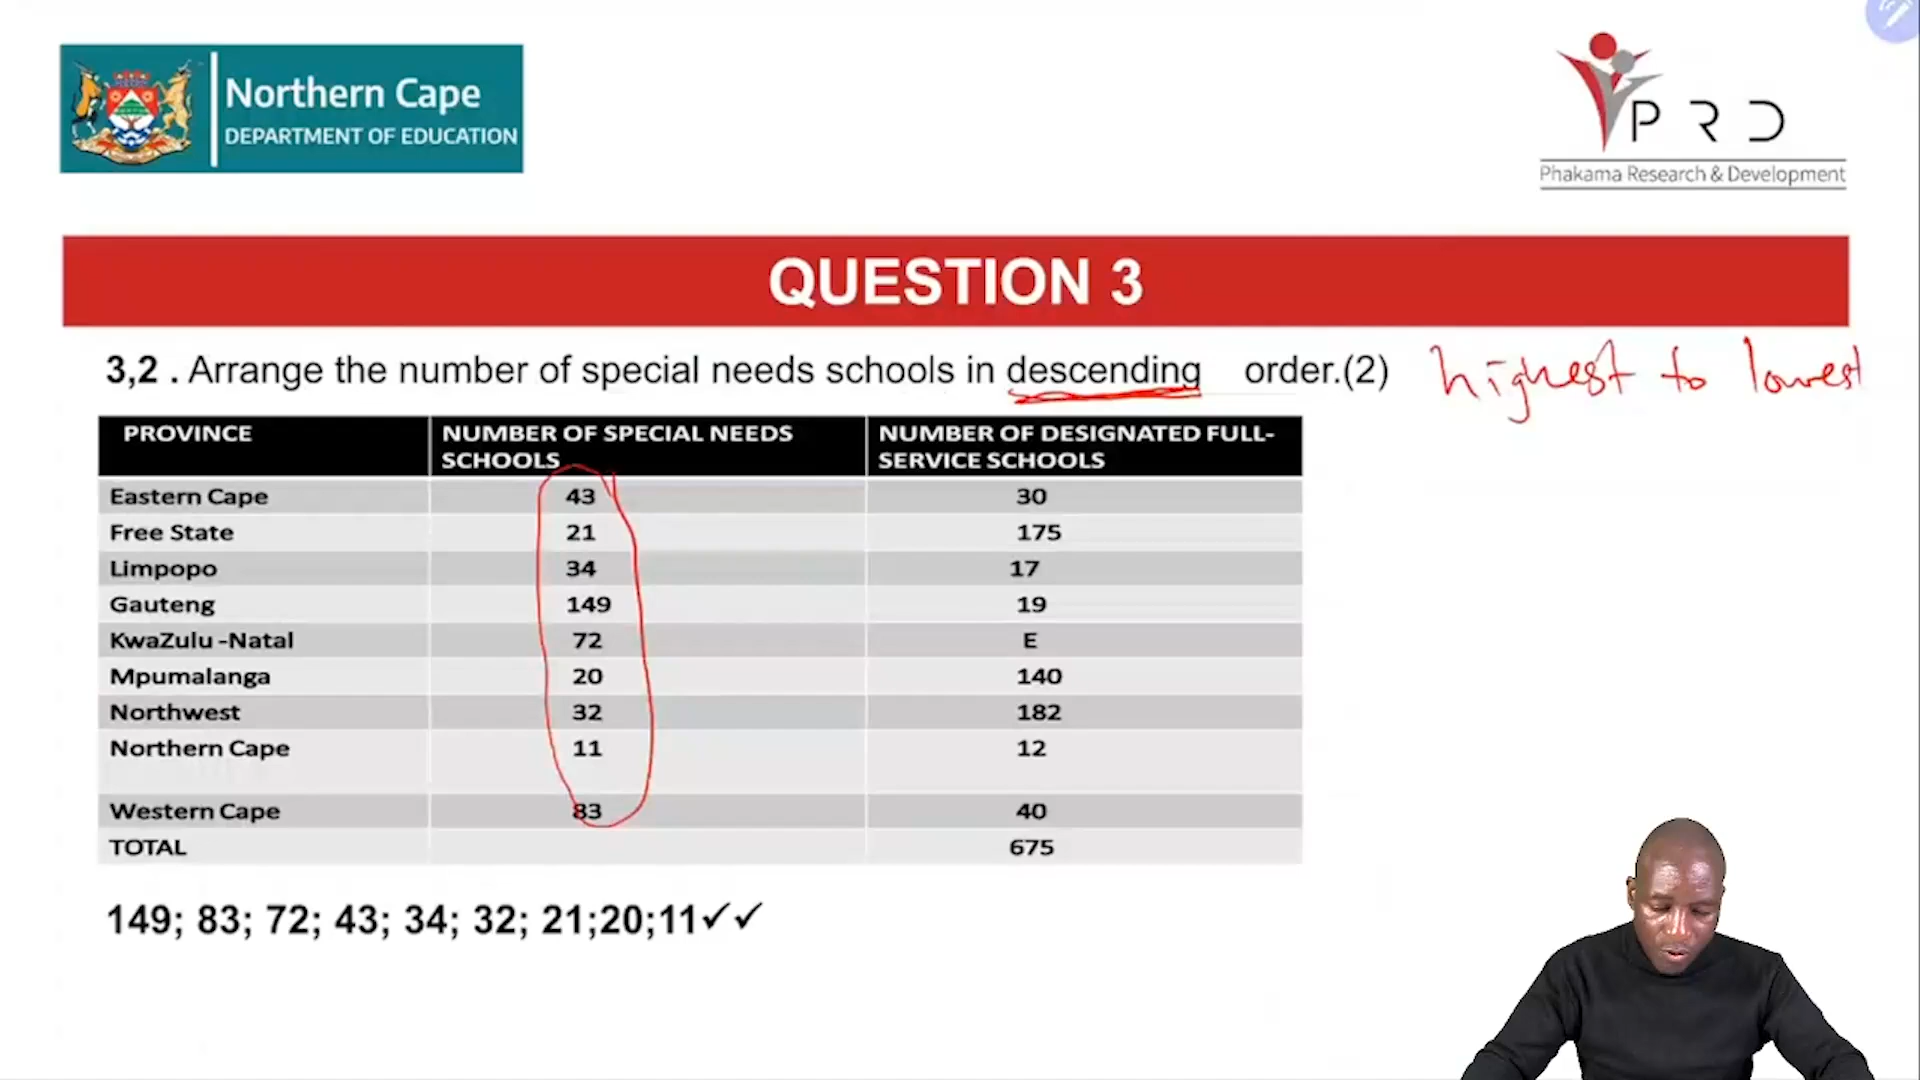 Northern Cape
DEPARTMENT OF EDUCATION
P R D
Phakama Research & Development
QUESTION 3
3,2 . Arrange the number of special needs schools in descending order.(2) highest to lowest
PROVINCE NUMBER OF SPECIAL NEEDS SCHOOLS NUMBER OF DESIGNATED FULL-SERVICE SCHOOLS
Eastern Cape 43 30
Free State 21 175
Limpopo 34 17
Gauteng 149 19
KwaZulu -Natal 72 E
Mpumalanga 20 140
Northwest 32 182
Northern Cape 11 12
Western Cape 83 40
TOTAL 675
149; 83; 72; 43; 34; 32; 21;20;11✓✓